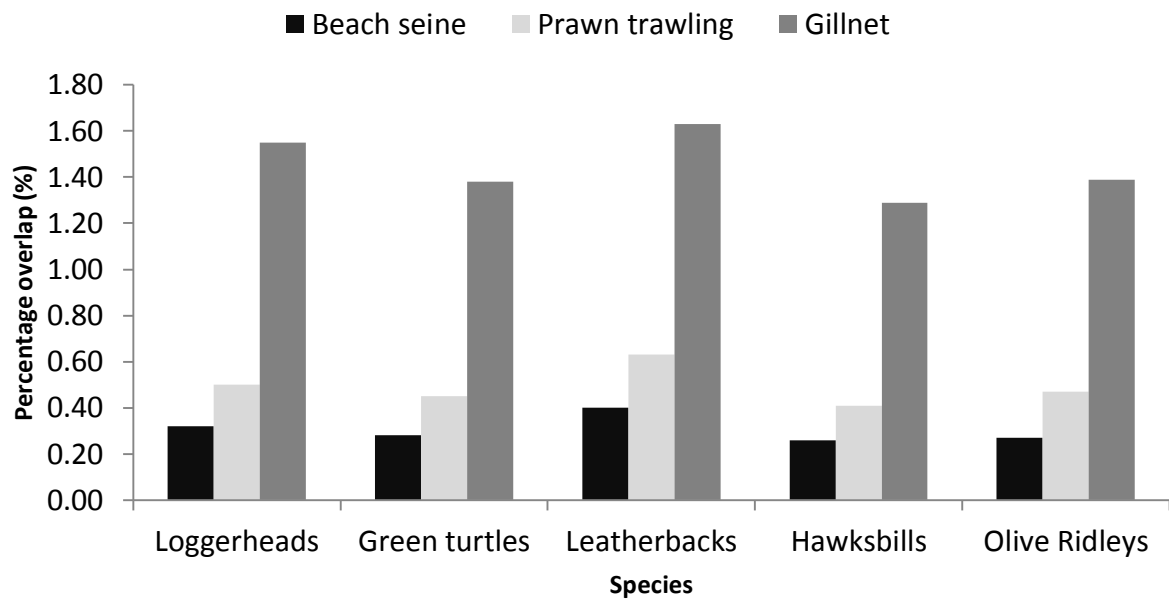 Beach seine Prawn trawling Gillnet
1.80
1.60
1.40
1.20
1.00
0.80
0.60
0.40
0.20
0.00
Percentage overlap (%)
Loggerheads Green turtles Leatherbacks Hawksbills Olive Ridleys
Species